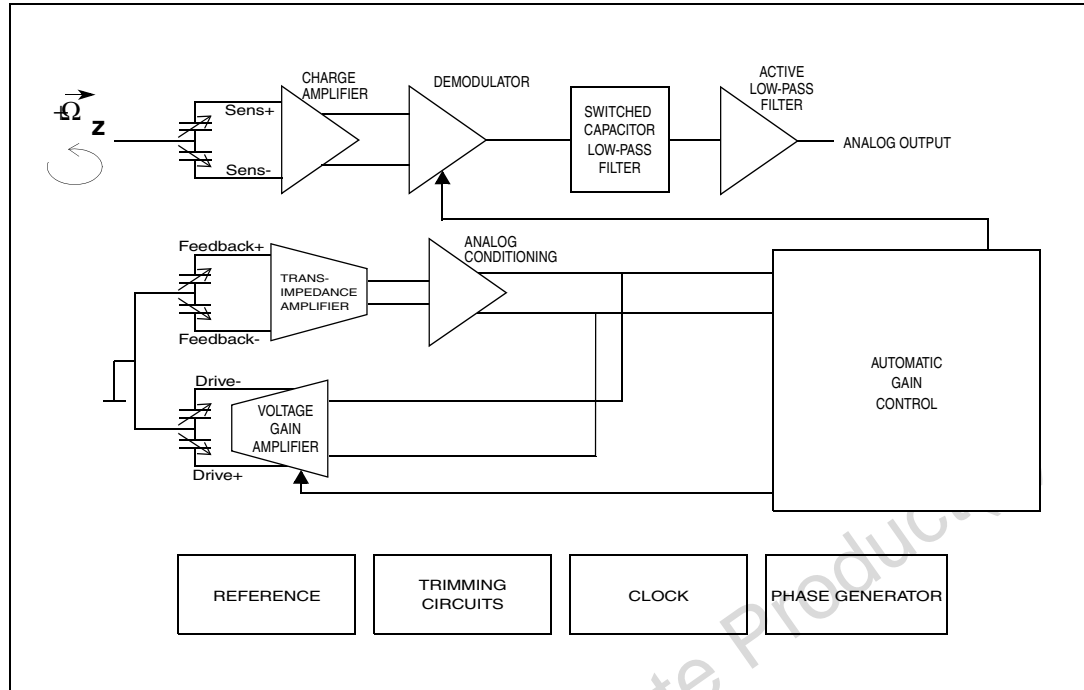 +Ω z
CHARGE
AMPLIFIER
DEMODULATOR
ACTIVE
LOW-PASS
FILTER
Sens+
Sens-
SWITCHED
CAPACITOR
LOW-PASS
FILTER
ANALOG OUTPUT
Feedback+
Feedback-
TRANS-
IMPEDANCE
AMPLIFIER
ANALOG
CONDITIONING
AUTOMATIC
GAIN
CONTROL
Drive-
Drive+
VOLTAGE
GAIN
AMPLIFIER
REFERENCE
TRIMMING
CIRCUITS
CLOCK
PHASE GENERATOR